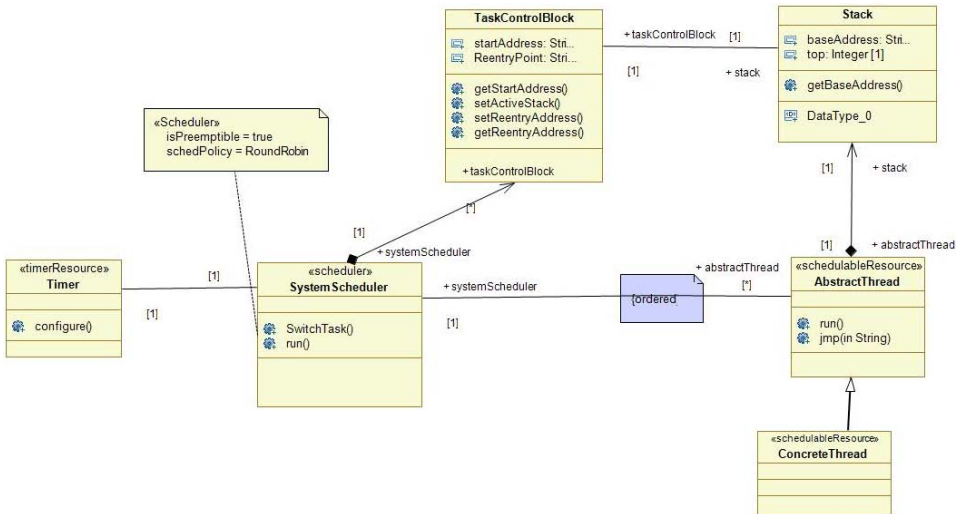 TaskControlBlock
startAddress: Stri...
ReentryPoint: Stri...
getStartAddress()
setActiveStack()
setReentryAddress()
getReentryAddress()
+ taskControlBlock
+ taskControlBlock [1]
[1]
+ stack
Stack
baseAddress: Stri...
top: Integer [1]
getBaseAddress()
DataType_0
«Scheduler»
isPreemptible = true
schedPolicy = RoundRobin
[*]
[1]
+ systemScheduler
[1]
+ stack
[1]
+ abstractThread
«timerResource»
Timer
configure()
[1]
[1]
«scheduler»
SystemScheduler
SwitchTask()
run()
+ systemScheduler
[1]
{ordered
+ abstractThread
[*]
«schedulableResource»
AbstractThread
run()
jmp(in String)
«schedulableResource»
ConcreteThread